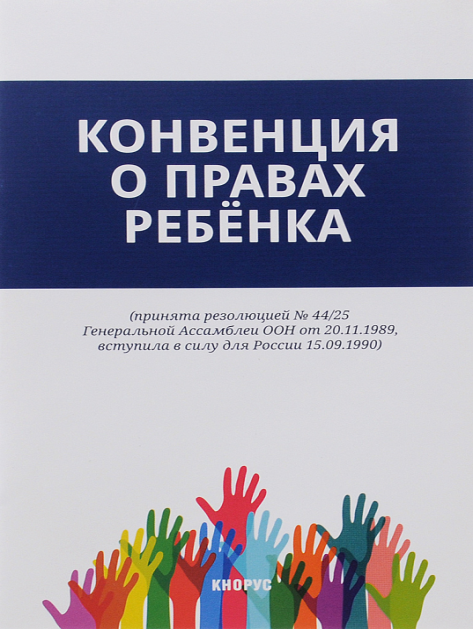 КОНВЕНЦИЯ
О ПРАВАХ
РЕБЁНКА
(принята резолюцией № 44/25
Генеральной Ассамблеи ООН от 20.11.1989,
вступила в силу для России 15.09.1990)
КНОРУС